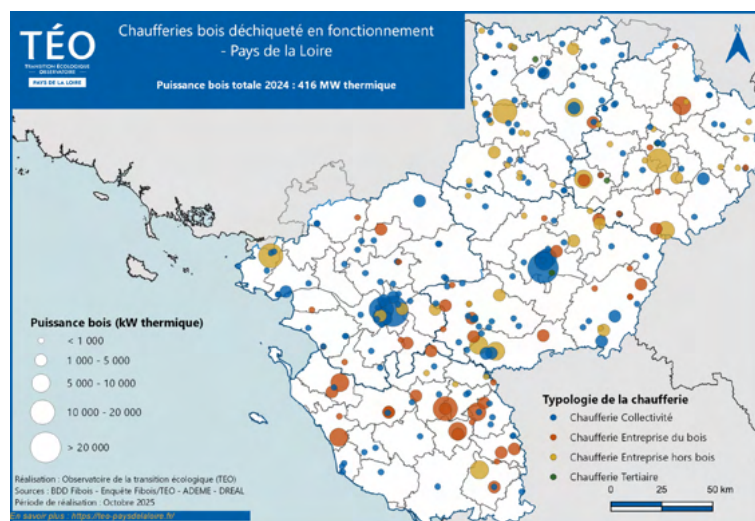 TÉO
TRANSITION ÉCOLOGIQUE
OBSERVATOIRE
PAYS DE LA LOIRE
Chaufferies bois déchiqueté en fonctionnement
- Pays de la Loire
Puissance bois totale 2024 : 416 MW thermique
N
Puissance bois (kW thermique)
< 1 000
1 000 - 5 000
5 000 - 10 000
10 000 - 20 000
> 20 000
Typologie de la chaufferie
Chaufferie Collectivité
Chaufferie Entreprise du bois
Chaufferie Entreprise hors bois
Chaufferie Tertiaire
0 25 50 km
Réalisation : Observatoire de la transition écologique (TEO)
Sources : BDD Fibois - Enquête Fibois/TEO - ADEME - DREAL
Période de réalisation : Octobre 2025
En savoir plus : https://teo-paysdelaloire.fr/